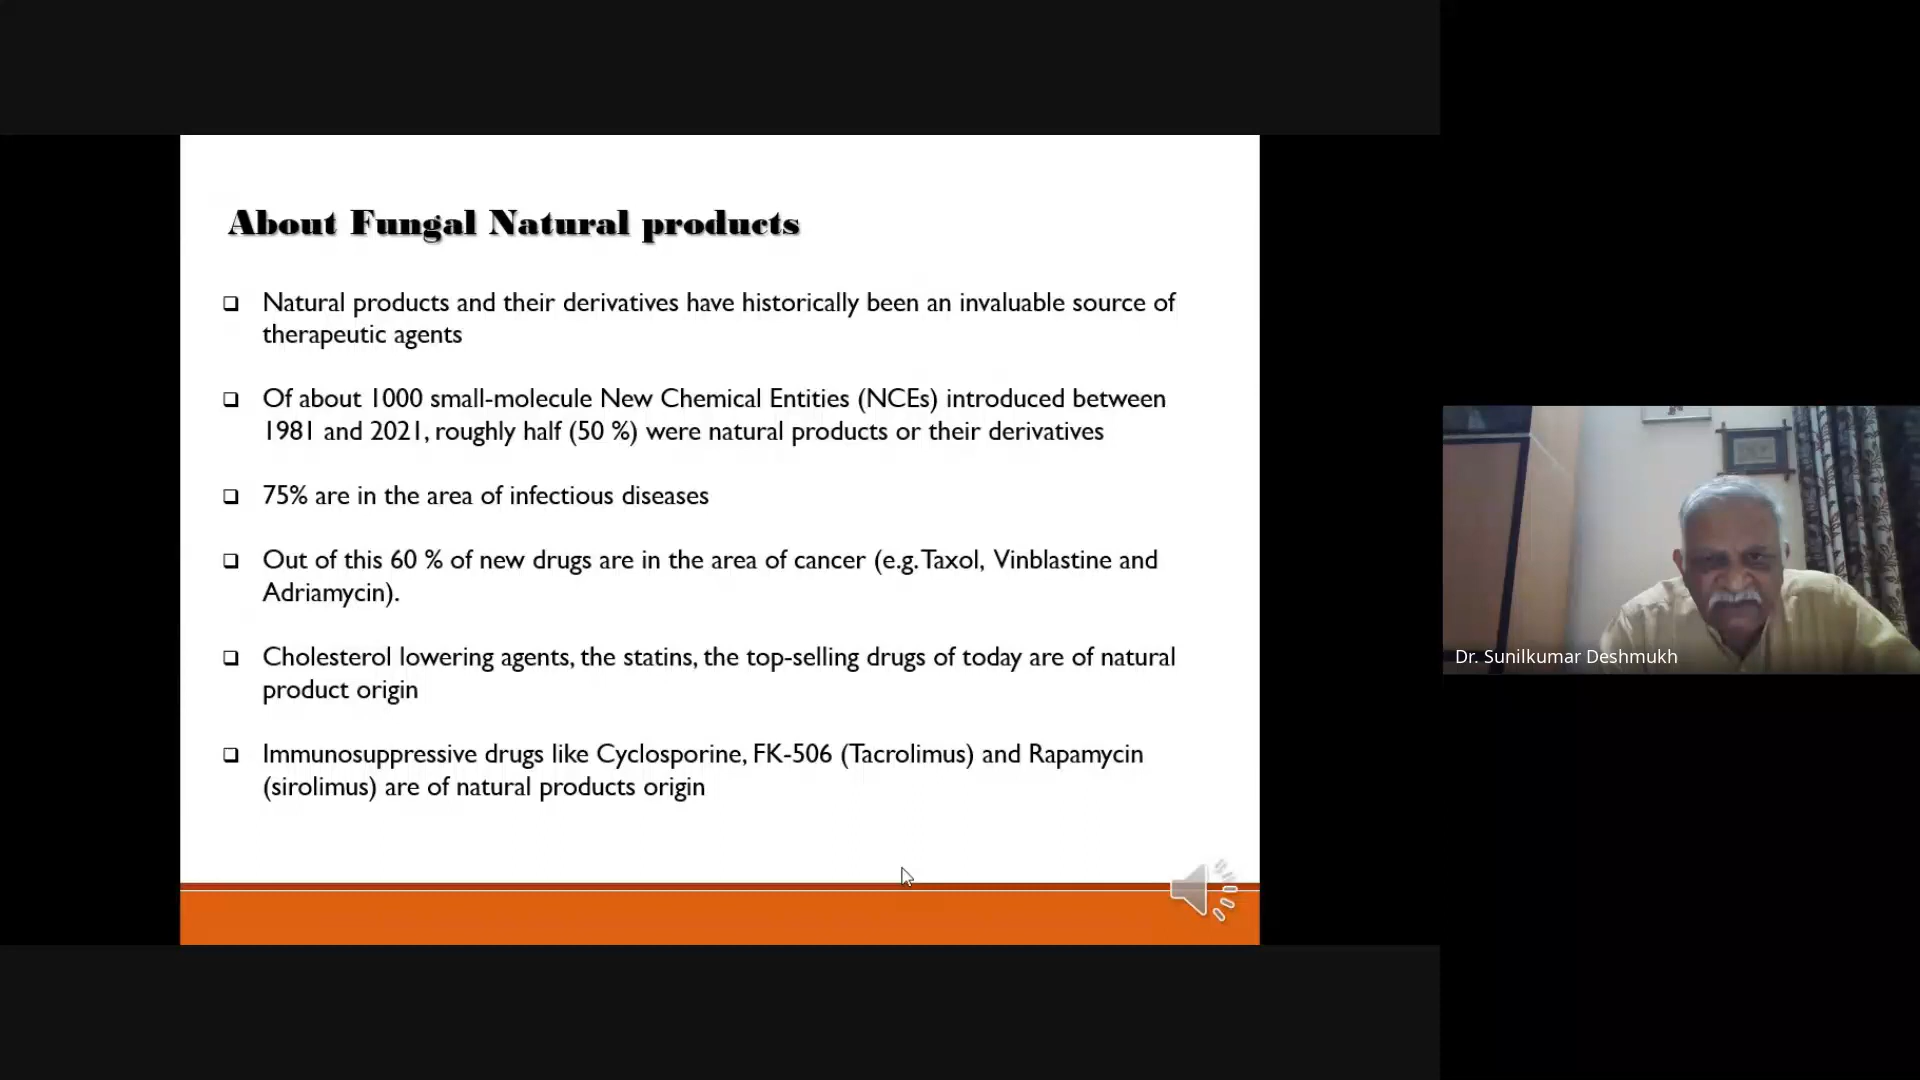 About Fungal Natural products
Natural products and their derivatives have historically been an invaluable source of
therapeutic agents
Of about 1000 small-molecule New Chemical Entities (NCEs) introduced between
1981 and 2021, roughly half (50 %) were natural products or their derivatives
75% are in the area of infectious diseases
Out of this 60 % of new drugs are in the area of cancer (e.g. Taxol, Vinblastine and
Adriamycin).
Cholesterol lowering agents, the statins, the top-selling drugs of today are of natural
product origin
Immunosuppressive drugs like Cyclosporine, FK-506 (Tacrolimus) and Rapamycin
(sirolimus) are of natural products origin
Dr. Sunilkumar Deshmukh